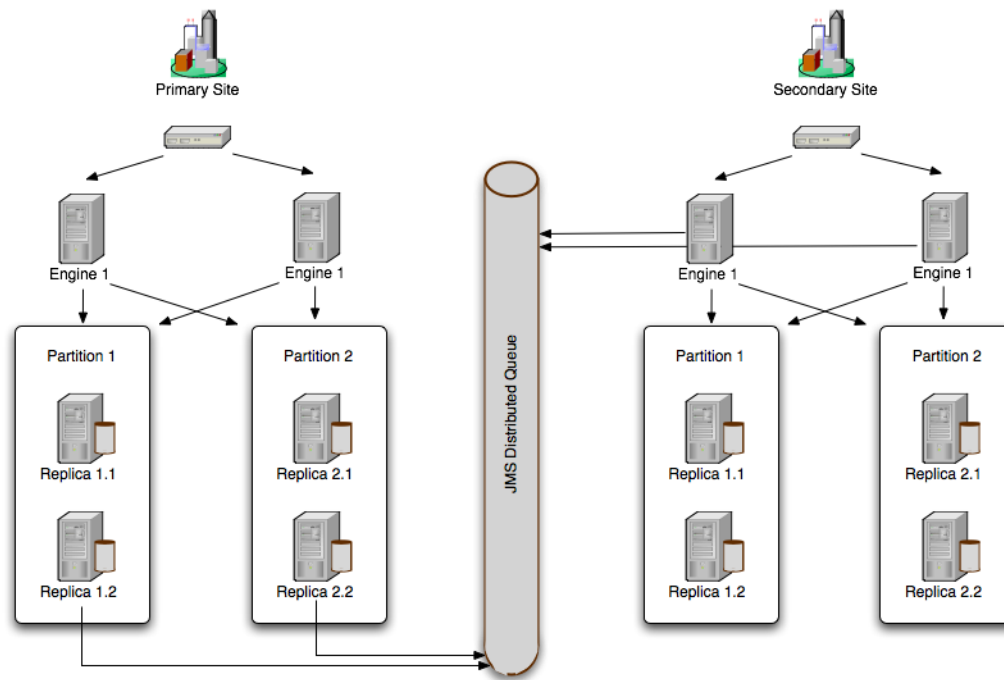 Primary Site
Secondary Site
Engine 1
Engine 1
Engine 1
Engine 1
JMS Distributed Queue
Partition 1
Partition 2
Partition 1
Partition 2
Replica 1.1
Replica 2.1
Replica 1.1
Replica 2.1
Replica 1.2
Replica 2.2
Replica 1.2
Replica 2.2